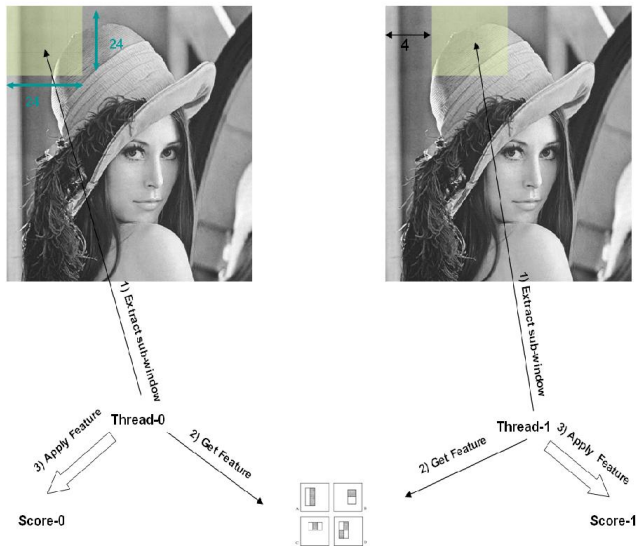 24
24
4
1) Extract sub-window
1) Extract sub-window
Thread-0
Thread-1
3) Apply Feature
2) Get Feature
2) Get Feature
3) Apply Feature
A
B
C
D
Score-0
Score-1